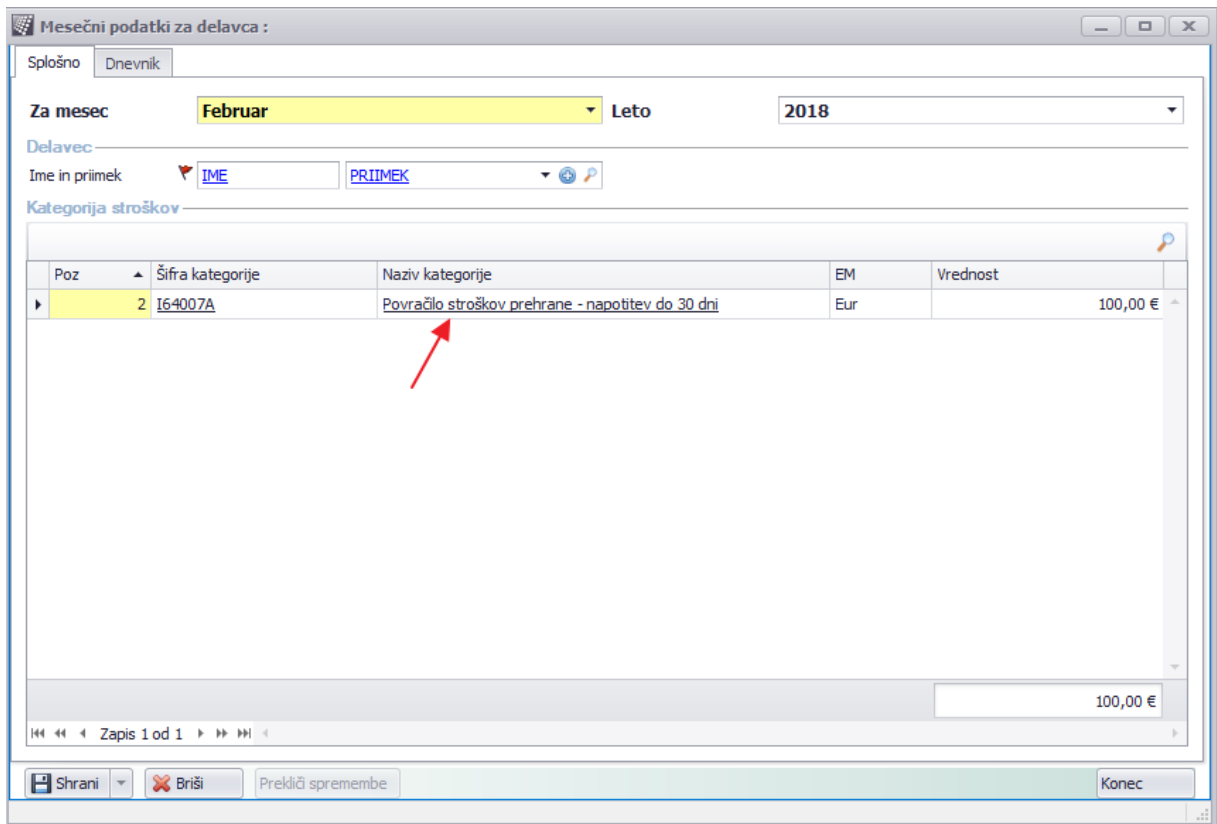 Mesečni podatki za delavca :
Splošno Dnevnik
Za mesec Februar Leto 2018
Delavec
Ime in priimek IME PRIIMEK
Kategorija stroškov
Poz Šifra kategorije Naziv kategorije EM Vrednost
2 I64007A Povračilo stroškov prehrane - napotitev do 30 dni Eur 100,00 €
100,00 €
Zapis 1 od 1
Shrani Briši Prekliči spremembe Konec